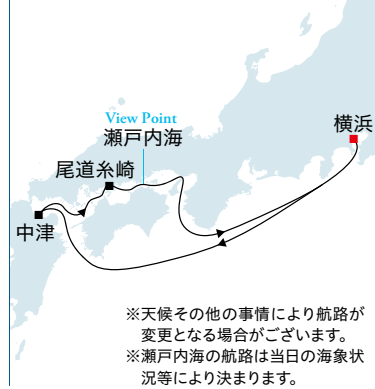 View Point
瀬戸内海
横浜
尾道糸崎
中津
※天候その他の事情により航路が
変更となる場合がございます。
※瀬戸内海の航路は当日の海象状
況等により決まります。